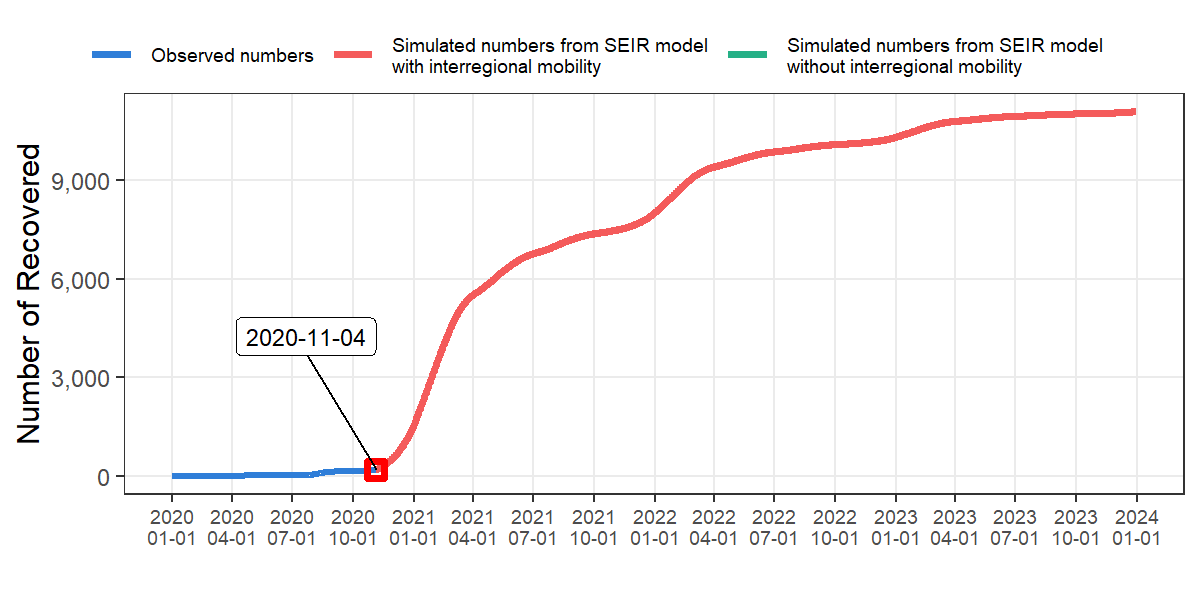 Observed numbers
Simulated numbers from SEIR model
with interregional mobility
Simulated numbers from SEIR model
without interregional mobility
Number of Recovered
9,000
6,000
3,000
0
2020-11-04
2020 2020 2020 2020 2021 2021 2021 2021 2022 2022 2022 2022 2023 2023 2023 2023 2024
01-01 04-01 07-01 10-01 01-01 04-01 07-01 10-01 01-01 04-01 07-01 10-01 01-01 04-01 07-01 10-01 01-01